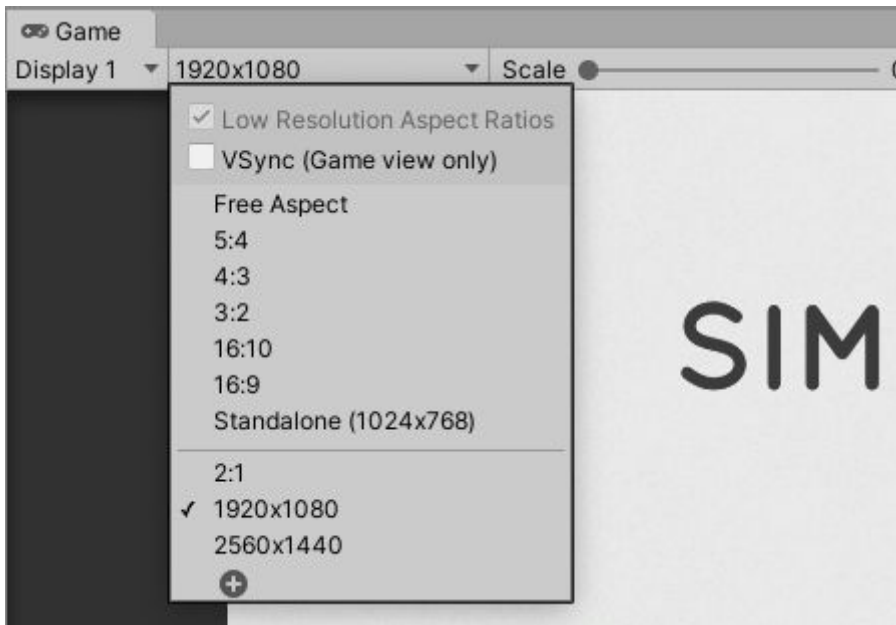 Game
Display 1 1920x1080 Scale
Low Resolution Aspect Ratios
VSync (Game view only)
Free Aspect
5:4
4:3
3:2
16:10
16:9
Standalone (1024x768)
2:1
1920x1080
2560x1440
SIM